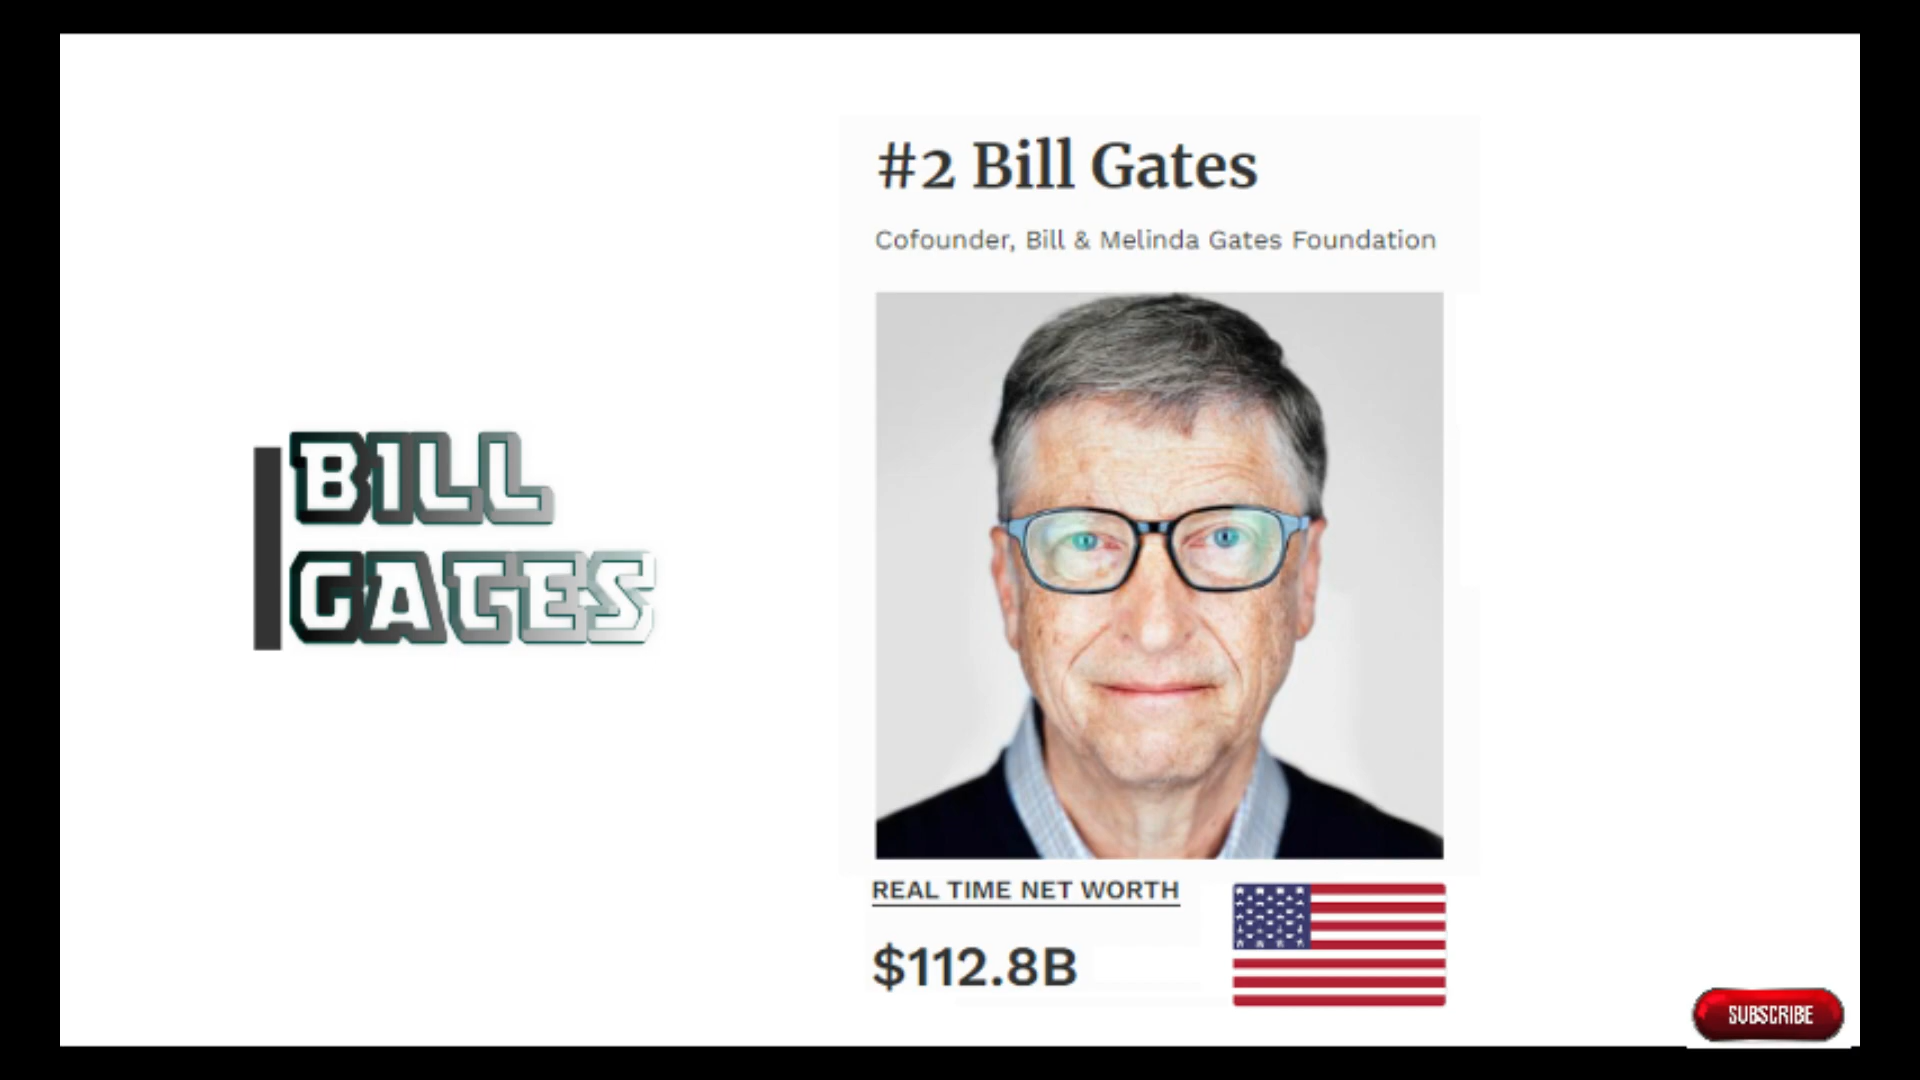 BILL
GATES
#2 Bill Gates
Cofounder, Bill & Melinda Gates Foundation
REAL TIME NET WORTH
$112.8B
SUBSCRIBE